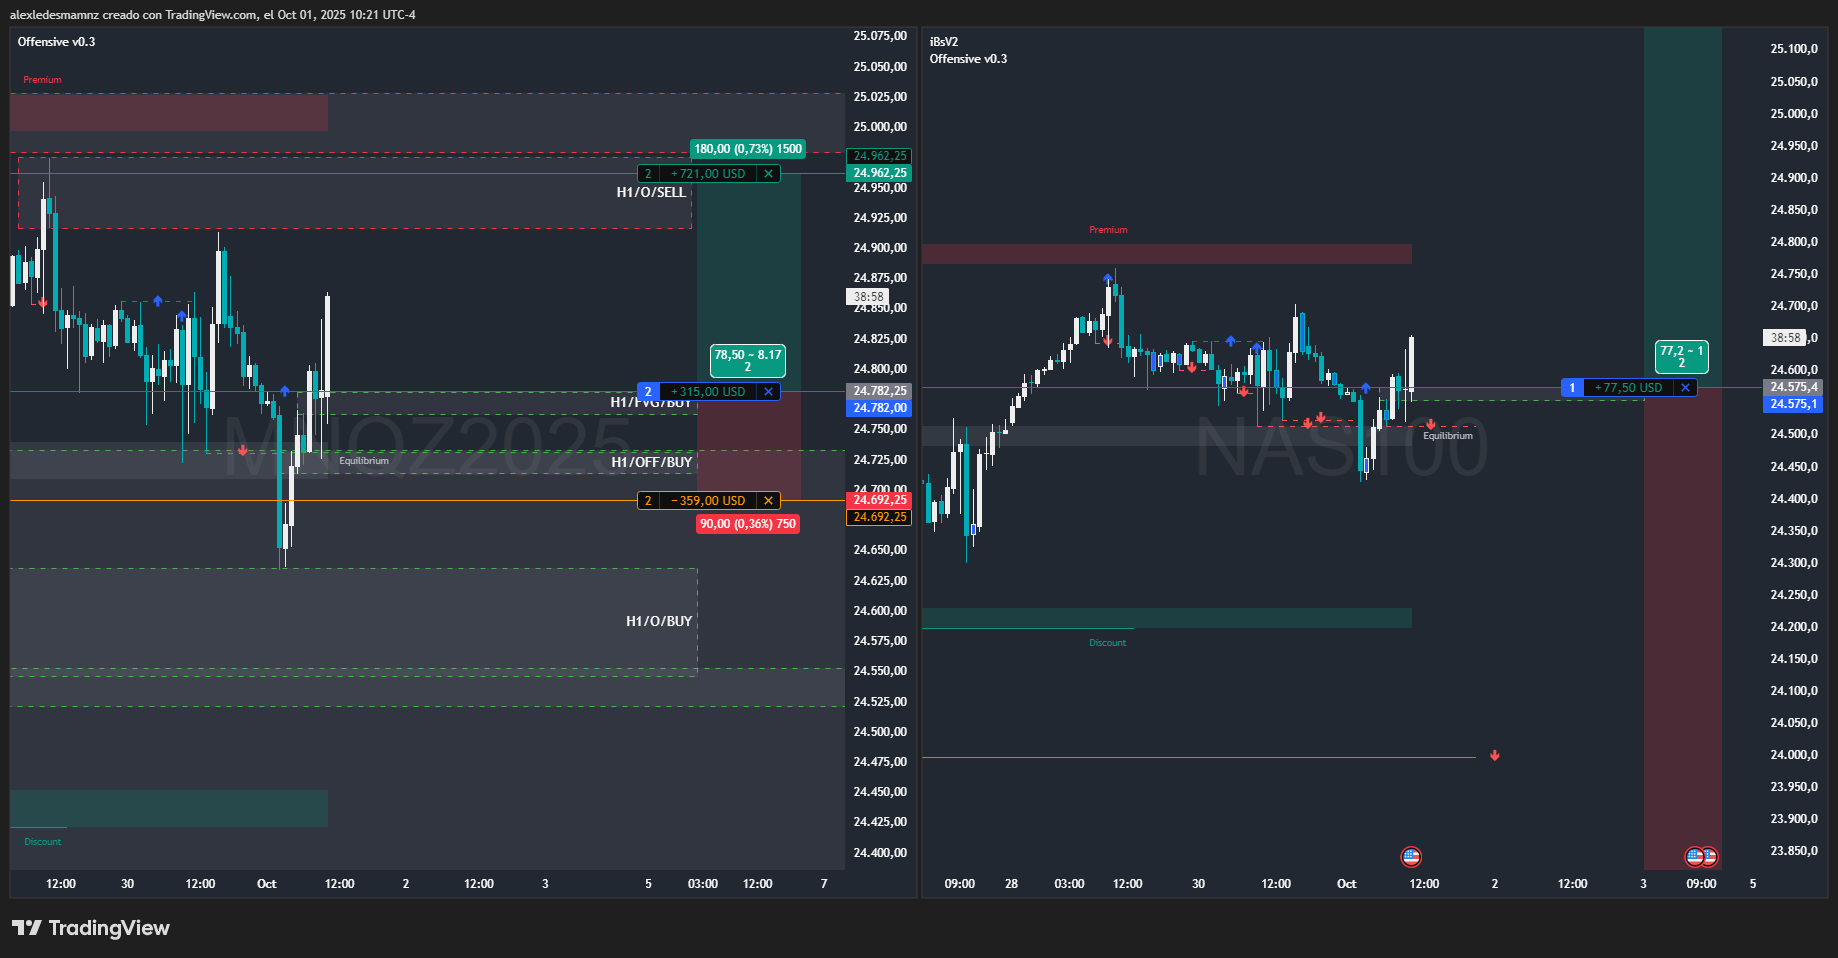 alexledesmamnz creado con TradingView.com, el Oct 01, 2025 10:21 UTC-4
Offensive v0.3
Premium
180,00 (0,73%) 1500
2 +721,00 USD ×
H1/O/SELL
78,50 ~ 8.17
2
2 +315,00 USD ×
H1/FVG/BUY
MNQZ2025
Equilibrium
H1/OFF/BUY
2 −359,00 USD ×
90,00 (0,36%) 750
H1/O/BUY
Discount
25.075,00
25.050,00
25.025,00
25.000,00
24.962,25
24.962,25
24.950,00
24.925,00
24.900,00
24.875,00
38:58
24.850,00
24.825,00
24.800,00
24.782,25
24.782,00
24.750,00
24.725,00
24.700,00
24.692,25
24.692,25
24.650,00
24.625,00
24.600,00
24.575,00
24.550,00
24.525,00
24.500,00
24.475,00
24.450,00
24.425,00
24.400,00
12:00 30 12:00 Oct 12:00 2 12:00 3 5 03:00 12:00 7
iBsV2
Offensive v0.3
Premium
77,2 ~ 1
2
1 +77,50 USD ×
NAS100
Equilibrium
Discount
25.100,0
25.050,0
25.000,0
24.950,0
24.900,0
24.850,0
24.800,0
24.750,0
24.700,0
38:58
24.600,0
24.575,4
24.575,1
24.500,0
24.450,0
24.400,0
24.350,0
24.300,0
24.250,0
24.200,0
24.150,0
24.100,0
24.050,0
24.000,0
23.950,0
23.900,0
23.850,0
09:00 28 03:00 12:00 30 12:00 Oct 12:00 2 12:00 3 09:00 5
TradingView